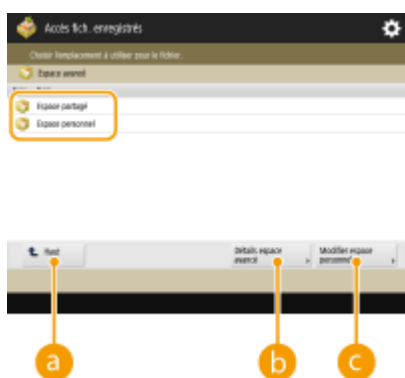 Accès fich. enregistrés
Choisir l'emplacement à utiliser pour le fichier.
Espace avancé
Espace partagé
Espace personnel
Haut
Détails espace
avancé
Modifier espace
personnel
a
b
c